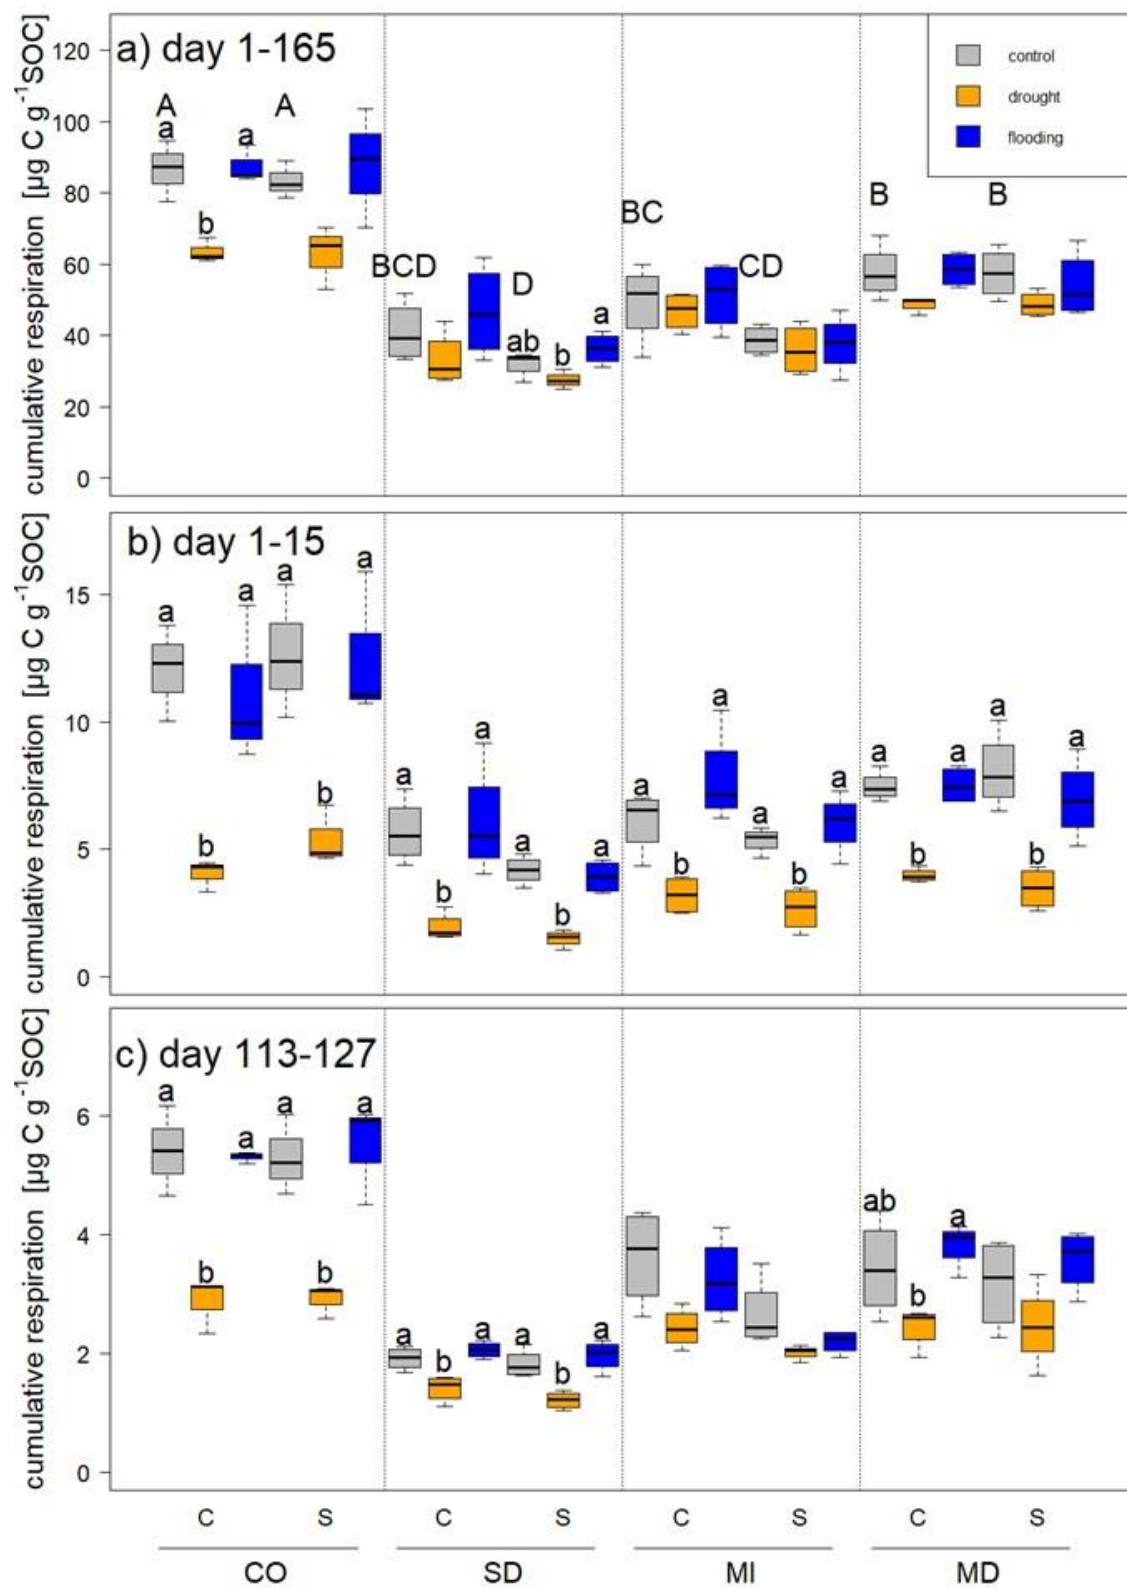 cumulative respiration [µg C g⁻¹SOC]
a) day 1-165
control
drought
flooding
120
100
80
60
40
20
0
A
A
a
a
b
BCD
D
ab
b
a
BC
CD
B
B
cumulative respiration [µg C g⁻¹SOC]
b) day 1-15
15
10
5
0
a
b
a
a
b
a
a
b
a
a
b
a
a
b
a
a
b
a
a
b
a
a
b
a
cumulative respiration [µg C g⁻¹SOC]
c) day 113-127
6
4
2
0
a
b
a
a
b
a
a
b
a
a
b
a
ab
b
a
C S C S C S C S
CO SD MI MD